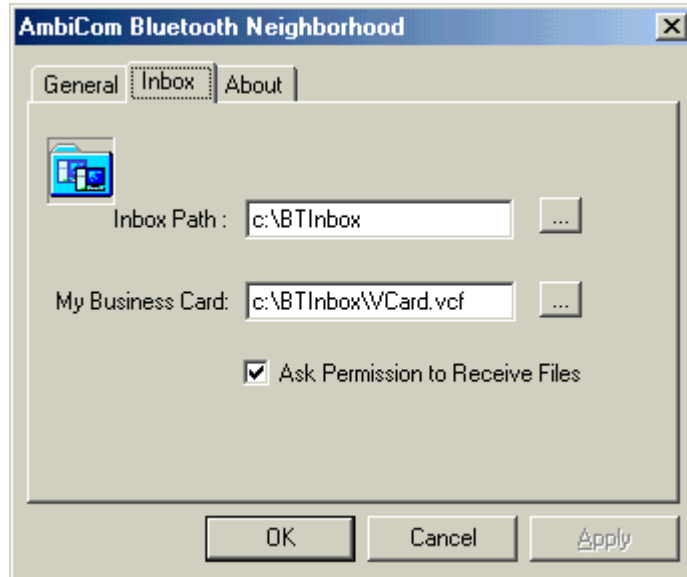 AmbiCom Bluetooth Neighborhood
General Inbox About
Inbox Path : c:\BTInbox ...
My Business Card: c:\BTInbox\VCard.vcf ...
Ask Permission to Receive Files
OK Cancel Apply